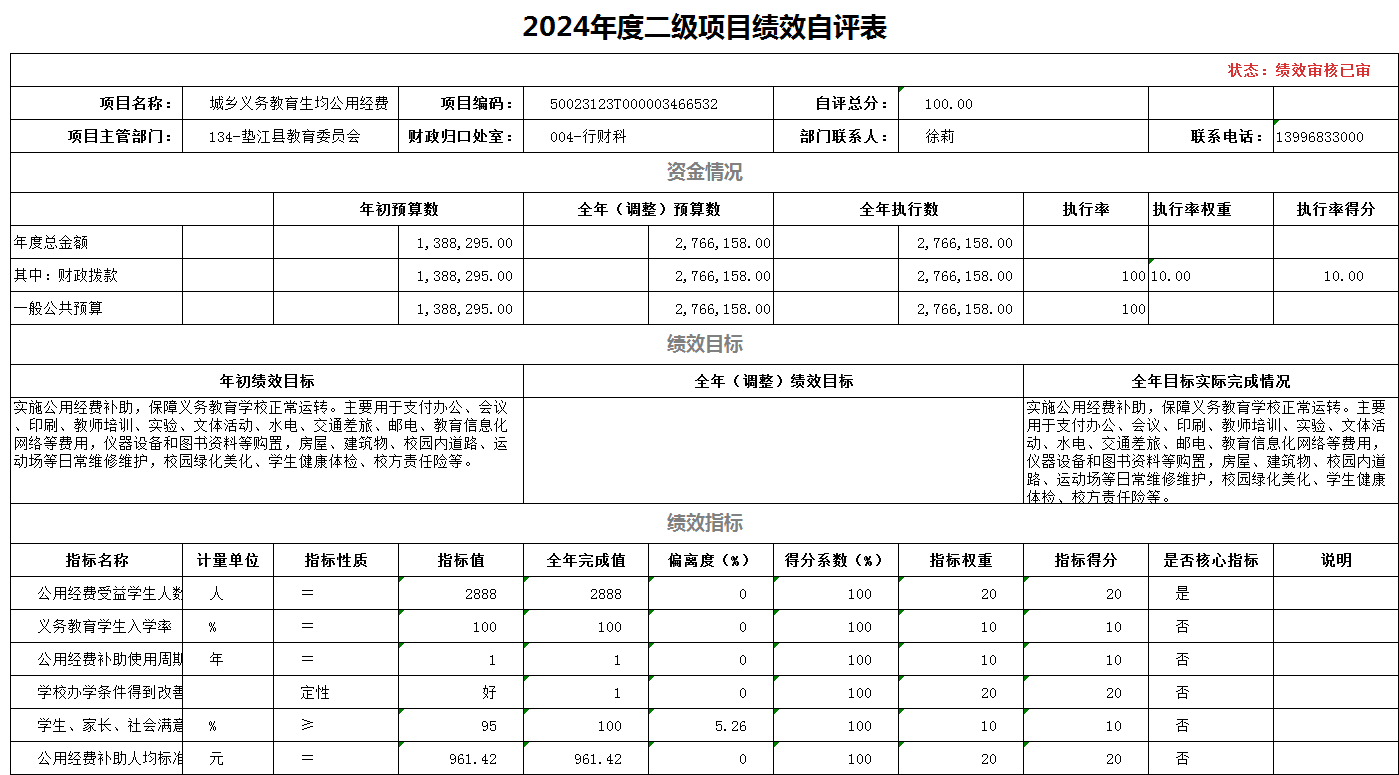 2024年度二级项目绩效自评表
状态：绩效审核已审
项目名称： 城乡义务教育生均公用经费 项目编码： 50023123T000003466532 自评总分： 100.00
项目主管部门： 134-垫江县教育委员会 财政归口处室： 004-行财科 部门联系人： 徐莉 联系电话： 13996833000
资金情况
年初预算数 全年（调整）预算数 全年执行数 执行率 执行率权重 执行率得分
年度总金额 1,388,295.00 2,766,158.00 2,766,158.00
其中：财政拨款 1,388,295.00 2,766,158.00 2,766,158.00 100 10.00 10.00
一般公共预算 1,388,295.00 2,766,158.00 2,766,158.00 100
绩效目标
年初绩效目标 全年（调整）绩效目标 全年目标实际完成情况
实施公用经费补助，保障义务教育学校正常运转。主要用于支付办公、会议
、印刷、教师培训、实验、文体活动、水电、交通差旅、邮电、教育信息化
网络等费用，仪器设备和图书资料等购置，房屋、建筑物、校园内道路、运
动场等日常维修维护，校园绿化美化、学生健康体检、校方责任险等。
实施公用经费补助，保障义务教育学校正常运转。主要
用于支付办公、会议、印刷、教师培训、实验、文体活
动、水电、交通差旅、邮电、教育信息化网络等费用，
仪器设备和图书资料等购置，房屋、建筑物、校园内道
路、运动场等日常维修维护，校园绿化美化、学生健康
体检、校方责任险等。
绩效指标
指标名称 计量单位 指标性质 指标值 全年完成值 偏离度（%） 得分系数（%） 指标权重 指标得分 是否核心指标 说明
公用经费受益学生人数 人 ＝ 2888 2888 0 100 20 20 是
义务教育学生入学率 % ＝ 100 100 0 100 10 10 否
公用经费补助使用周期 年 ＝ 1 1 0 100 10 10 否
学校办学条件得到改善 定性 好 1 0 100 20 20 否
学生、家长、社会满意 % ≥ 95 100 5.26 100 10 10 否
公用经费补助人均标准 元 ＝ 961.42 961.42 0 100 20 20 否